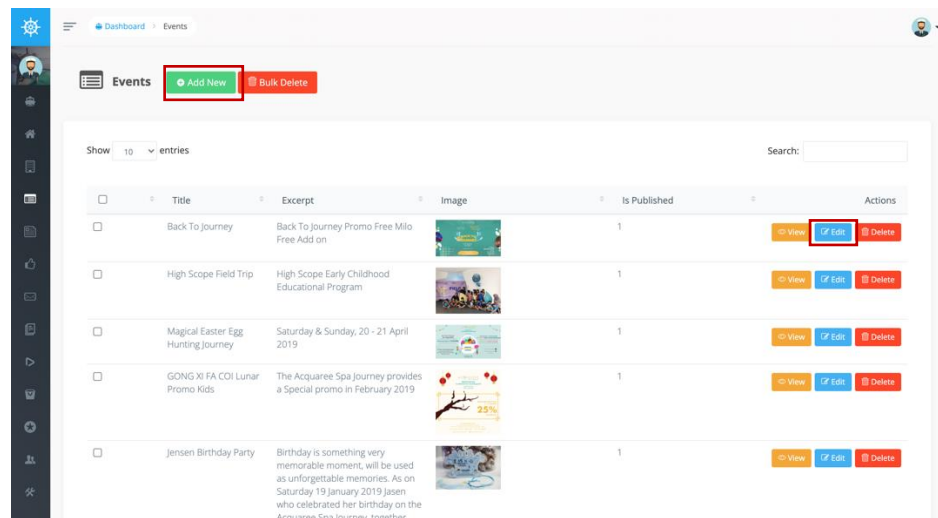 Dashboard > Events
Events
Add New
Bulk Delete
Show 10 entries
Search:
Title Excerpt Image Is Published Actions
Back To Journey Back To Journey Promo Free Milo 1 View Edit Delete
Free Add on
High Scope Field Trip High Scope Early Childhood 1 View Edit Delete
Educational Program
Magical Easter Egg Saturday & Sunday, 20 - 21 April 1 View Edit Delete
Hunting Journey 2019
GONG XI FA COI Lunar The Acquaree Spa Journey provides 1 View Edit Delete
Promo Kids a Special promo in February 2019
25%
Jensen Birthday Party Birthday is something very 1 View Edit Delete
memorable moment, will be used
as unforgettable memories. As on
Saturday 19 January 2019 Jasen
who celebrated her birthday on the
Acquaree Spa Journey, together